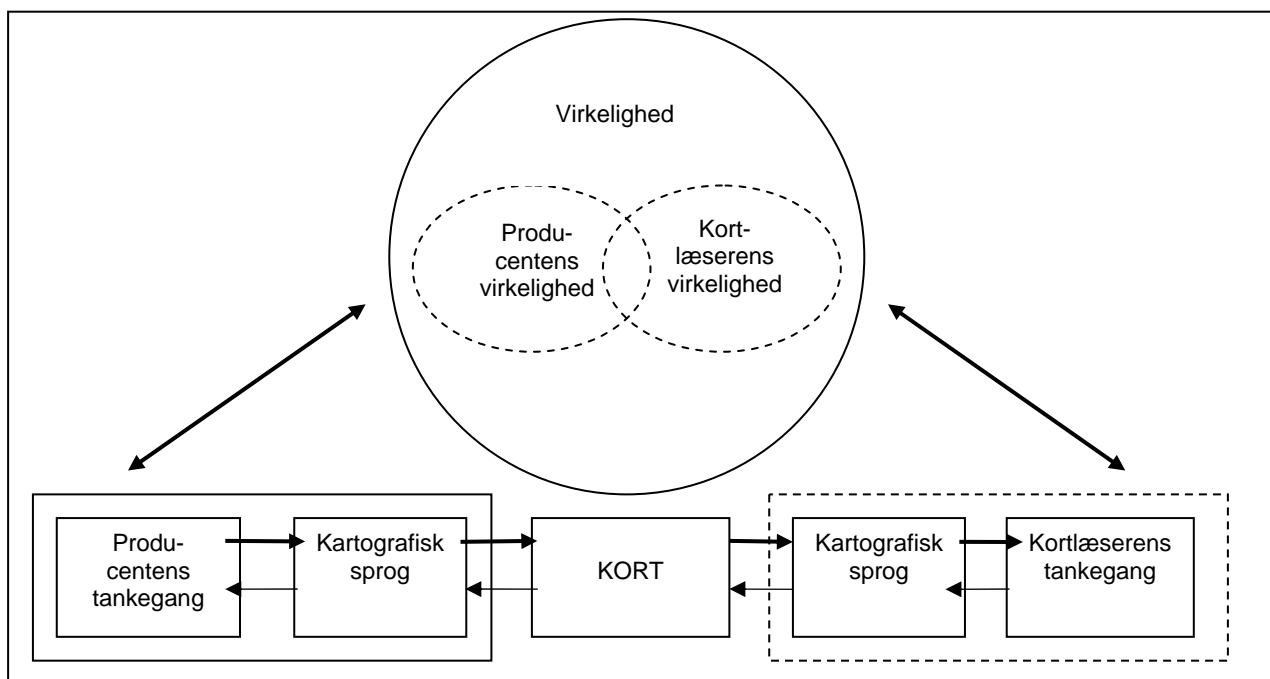 Virkelighed
Produ-
centens
virkelighed
Kort-
læserens
virkelighed
Produ-
centens
tankegang
Kartografisk
sprog
KORT
Kartografisk
sprog
Kortlæserens
tankegang